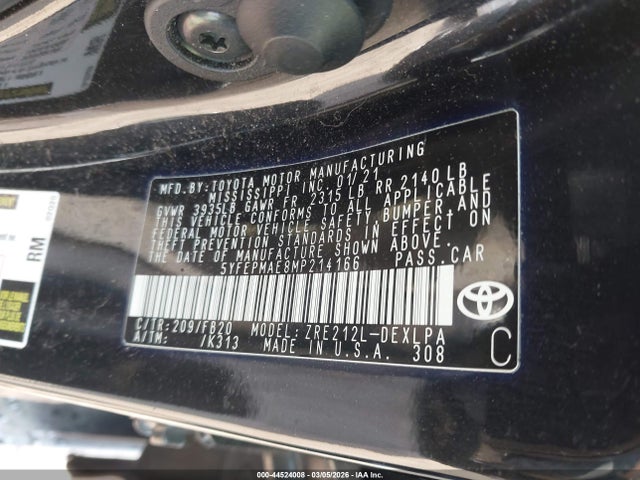 MFD.BY:TOYOTA MOTOR MANUFACTURING
MISSISSIPPI INC. 01/21
GVWR 3935LB GAWR FR 2315 LB RR 2140 LB
THIS VEHICLE CONFORMS TO ALL APPLICABLE
FEDERAL MOTOR VEHICLE SAFETY, BUMPER AND
THEFT PREVENTION STANDARDS IN EFFECT ON
THE DATE OF MANUFACTURE SHOWN ABOVE.
5YFEPMAE8MP214166 PASS.CAR
C/TR:209/FB20 MODEL:ZRE212L-DEXLPA
A/TM: /K313 MADE IN U.S.A. 308
C
RM
000-44524008 - 03/05/2026 - IAA Inc.